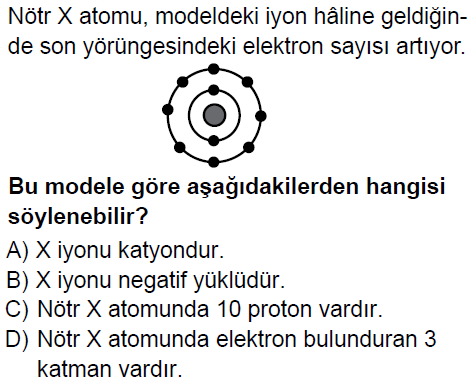 Nötr X atomu, modeldeki iyon hâline geldiğin-
de son yörüngesindeki elektron sayısı artıyor.
Bu modele göre aşağıdakilerden hangisi
söylenebilir?
A) X iyonu katyondur.
B) X iyonu negatif yüklüdür.
C) Nötr X atomunda 10 proton vardır.
D) Nötr X atomunda elektron bulunduran 3
katman vardır.